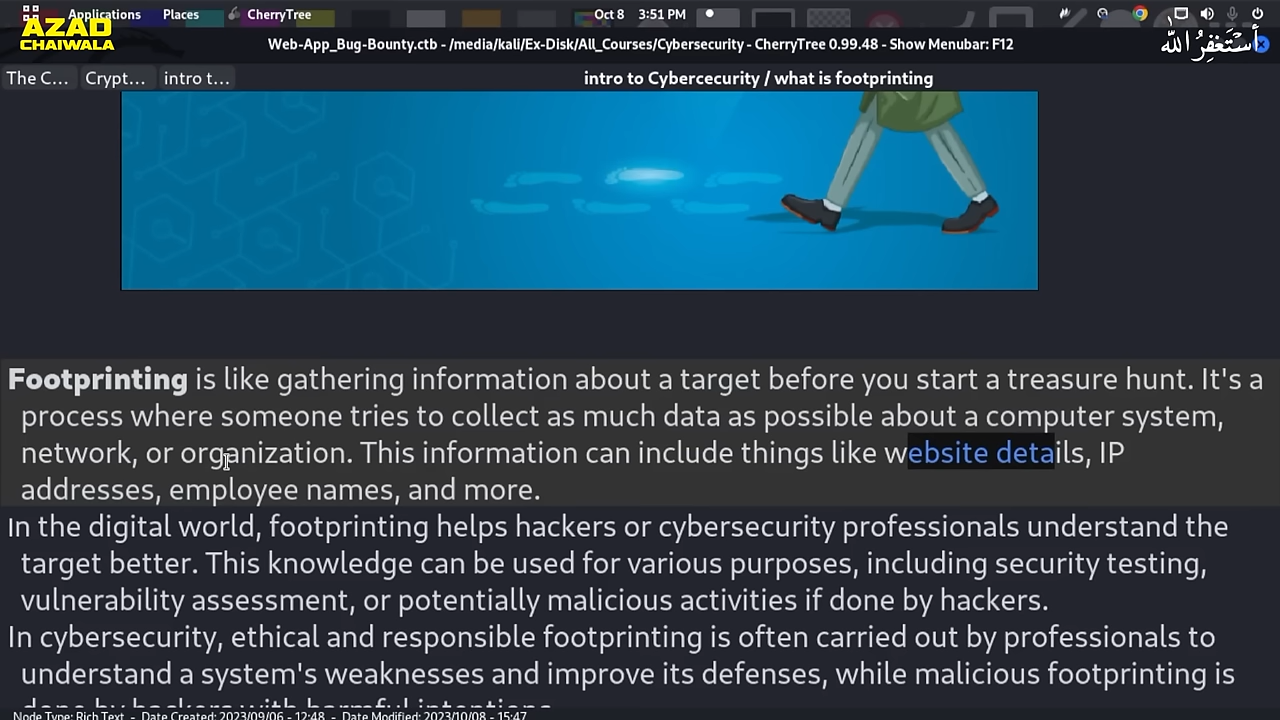 Applications Places CherryTree Oct 8 3:51 PM
AZAD
CHAIWALA
Web-App_Bug-Bounty.ctb - /media/kali/Ex-Disk/All_Courses/Cybersecurity - CherryTree 0.99.48 - Show Menubar: F12
أستغفر الله
The C... Crypt... intro t... intro to Cybercecurity / what is footprinting
Footprinting is like gathering information about a target before you start a treasure hunt. It's a
process where someone tries to collect as much data as possible about a computer system,
network, or organization. This information can include things like website details, IP
addresses, employee names, and more.
In the digital world, footprinting helps hackers or cybersecurity professionals understand the
target better. This knowledge can be used for various purposes, including security testing,
vulnerability assessment, or potentially malicious activities if done by hackers.
In cybersecurity, ethical and responsible footprinting is often carried out by professionals to
understand a system's weaknesses and improve its defenses, while malicious footprinting is
done by hackers with harmful intentions.
Node Type: Rich Text - Date Created: 2023/09/06 - 12:48 - Date Modified: 2023/10/08 - 15:47